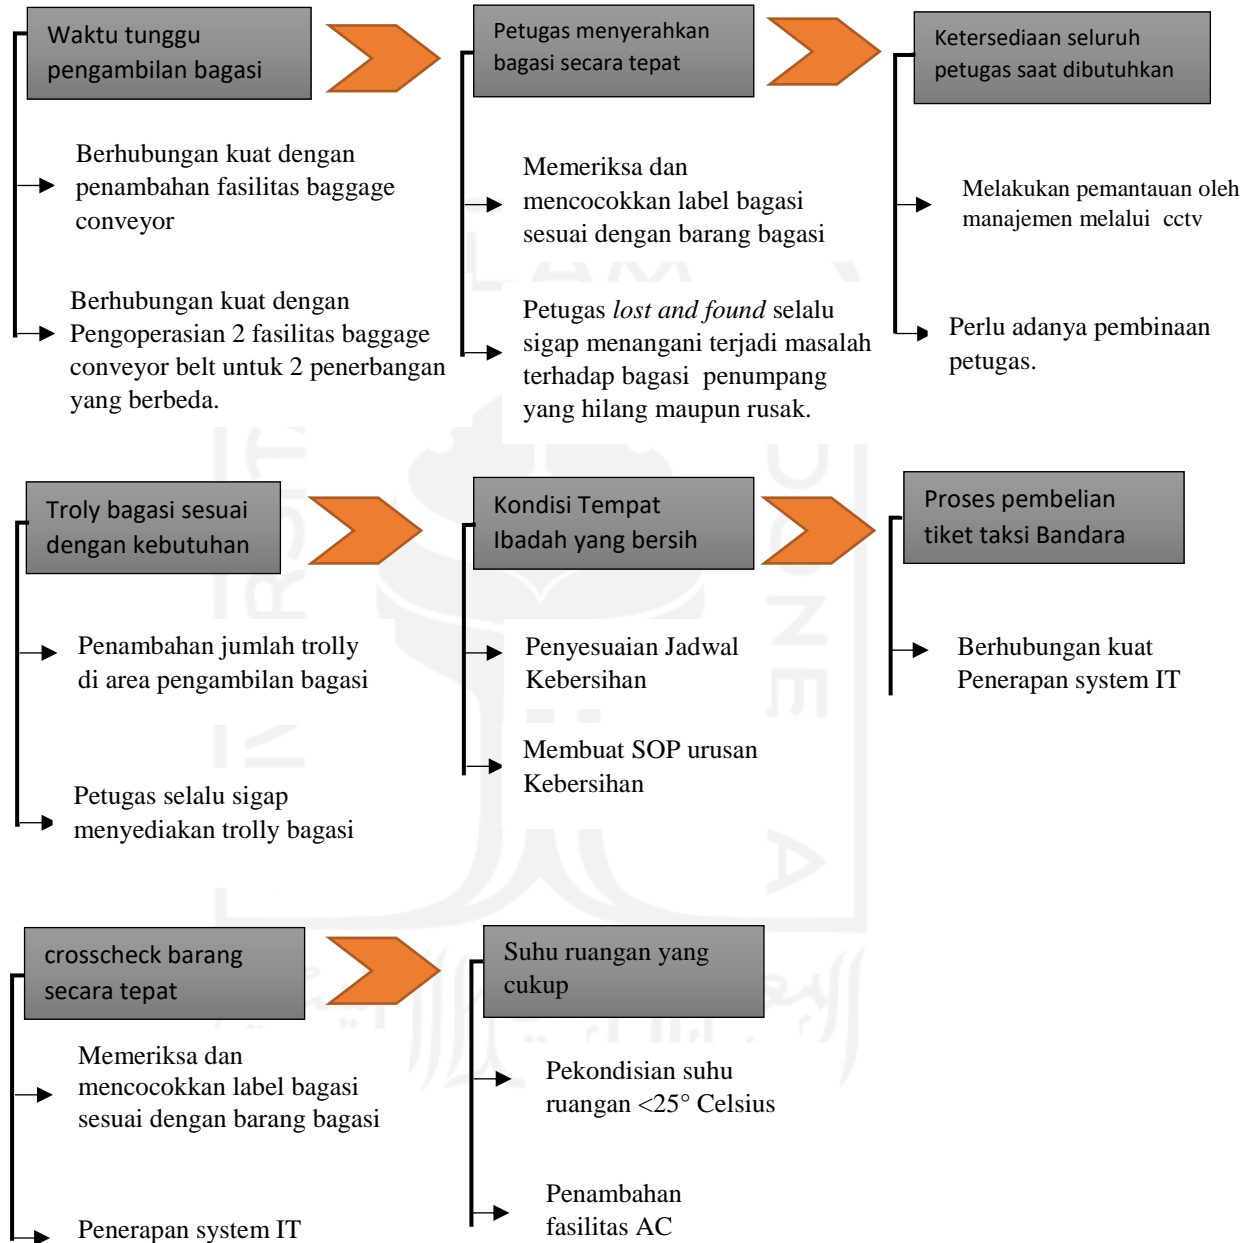 Waktu tunggu
pengambilan bagasi
Berhubungan kuat dengan
penambahan fasilitas baggage
conveyor
Berhubungan kuat dengan
Pengoperasian 2 fasilitas baggage
conveyor belt untuk 2 penerbangan
yang berbeda.
Petugas menyerahkan
bagasi secara tepat
Memeriksa dan
mencocokkan label bagasi
sesuai dengan barang bagasi
Petugas lost and found selalu
sigap menangani terjadi masalah
terhadap bagasi penumpang
yang hilang maupun rusak.
Ketersediaan seluruh
petugas saat dibutuhkan
Melakukan pemantauan oleh
manajemen melalui cctv
Perlu adanya pembinaan
petugas.
Troly bagasi sesuai
dengan kebutuhan
Penambahan jumlah trolly
di area pengambilan bagasi
Petugas selalu sigap
menyediakan trolly bagasi
Kondisi Tempat
Ibadah yang bersih
Penyesuaian Jadwal
Kebersihan
Membuat SOP urusan
Kebersihan
Proses pembelian
tiket taksi Bandara
Berhubungan kuat
Penerapan system IT
crosscheck barang
secara tepat
Memeriksa dan
mencocokkan label bagasi
sesuai dengan barang bagasi
Penerapan system IT
Suhu ruangan yang
cukup
Pekondisian suhu
ruangan <25° Celsius
Penambahan
fasilitas AC